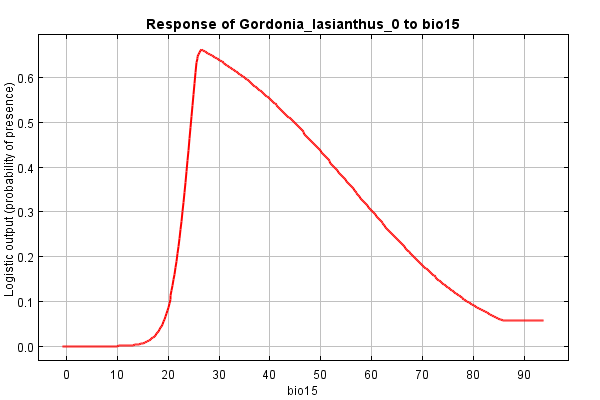 Response of Gordonia_lasianthus_0 to bio15
Logistic output (probability of presence)
0.6
0.5
0.4
0.3
0.2
0.1
0.0
0 10 20 30 40 50 60 70 80 90
bio15